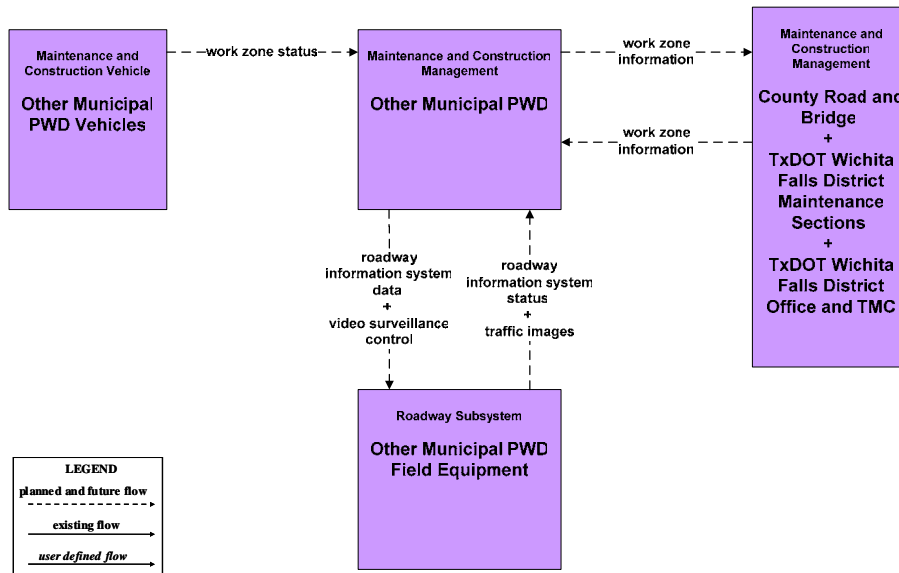 Maintenance and
Construction Vehicle
Other Municipal
PWD Vehicles
work zone status
Maintenance and Construction
Management
Other Municipal PWD
work zone
information
work zone
information
Maintenance and
Construction
Management
County Road and
Bridge
+
TxDOT Wichita
Falls District
Maintenance
Sections
+
TxDOT Wichita
Falls District
Office and TMC
roadway
information system
data
+
video surveillance
control
roadway
information system
status
+
traffic images
Roadway Subsystem
Other Municipal PWD
Field Equipment
LEGEND
planned and future flow
existing flow
user defined flow